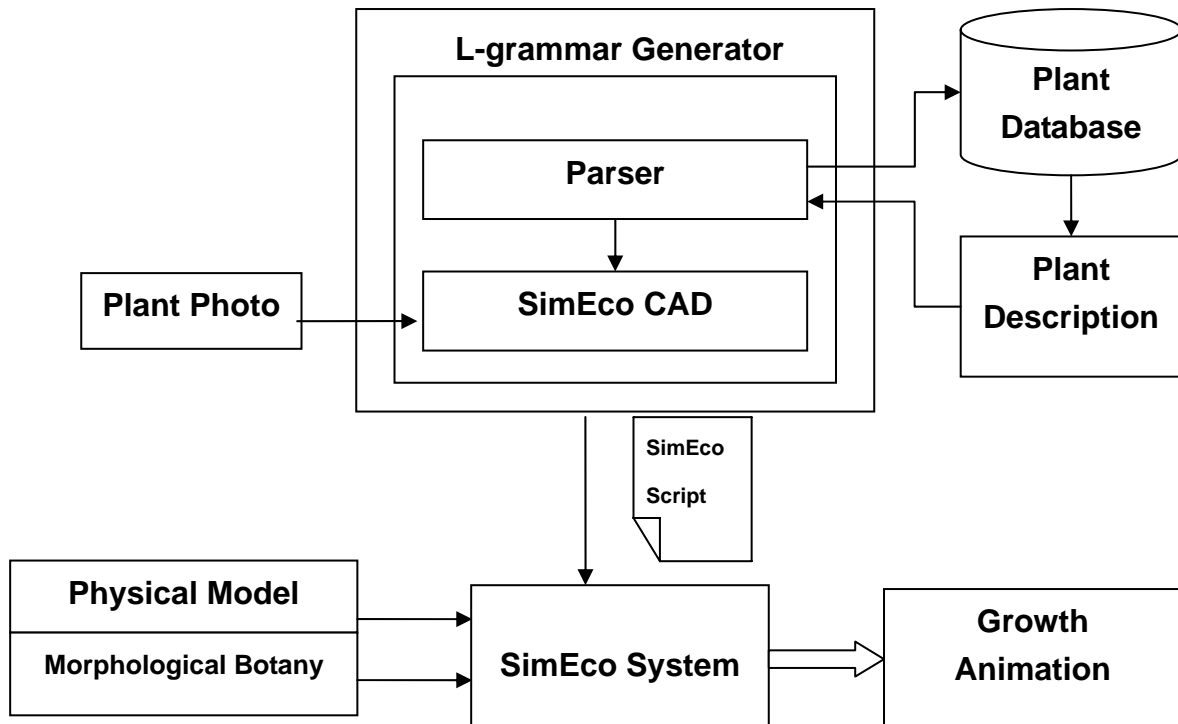 L-grammar Generator
Plant
Database
Parser
Plant
Description
Plant Photo
SimEco CAD
SimEco
Script
Physical Model
Morphological Botany
SimEco System
Growth
Animation